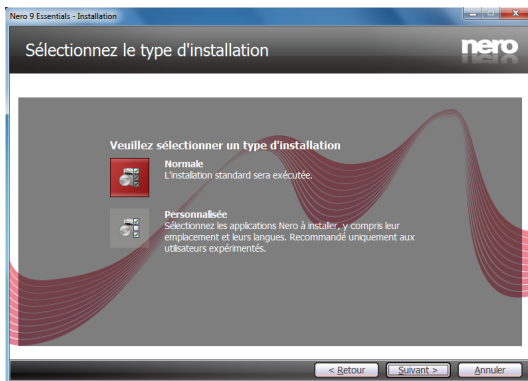 Nero 9 Essentials - Installation
Sélectionnez le type d'installation
nero
Veuillez sélectionner un type d'installation
Normale
L'installation standard sera exécutée.
Personnalisée
Sélectionnez les applications Nero à installer, y compris leur
emplacement et leurs langues. Recommandé uniquement aux
utilisateurs expérimentés.
< Retour
Suivant >
Annuler